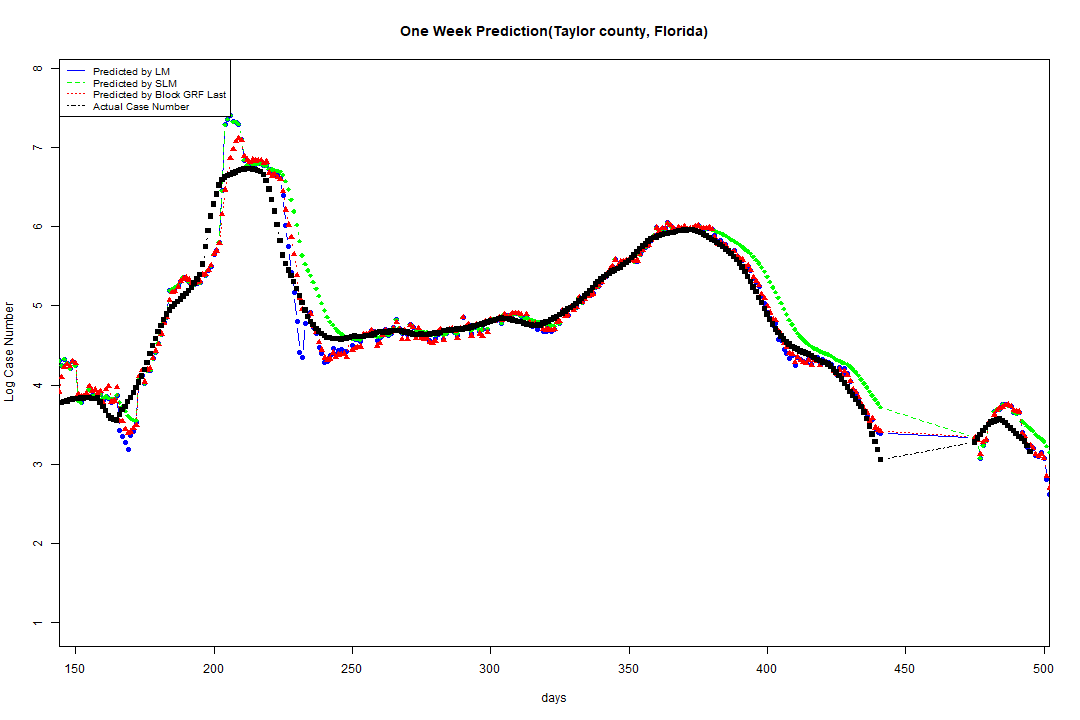 One Week Prediction(Taylor county, Florida)
Predicted by LM
Predicted by SLM
Predicted by Block GRF Last
Actual Case Number
8
7
6
5
4
3
2
1
Log Case Number
150 200 250 300 350 400 450 500
days